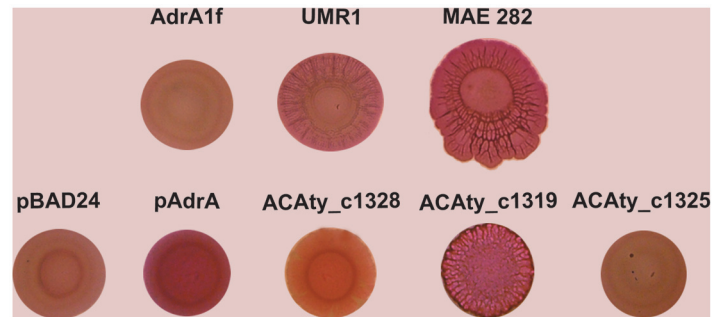 AdrA1f UMR1 MAE 282
pBAD24 pAdrA ACAty_c1328 ACAty_c1319 ACAty_c1325